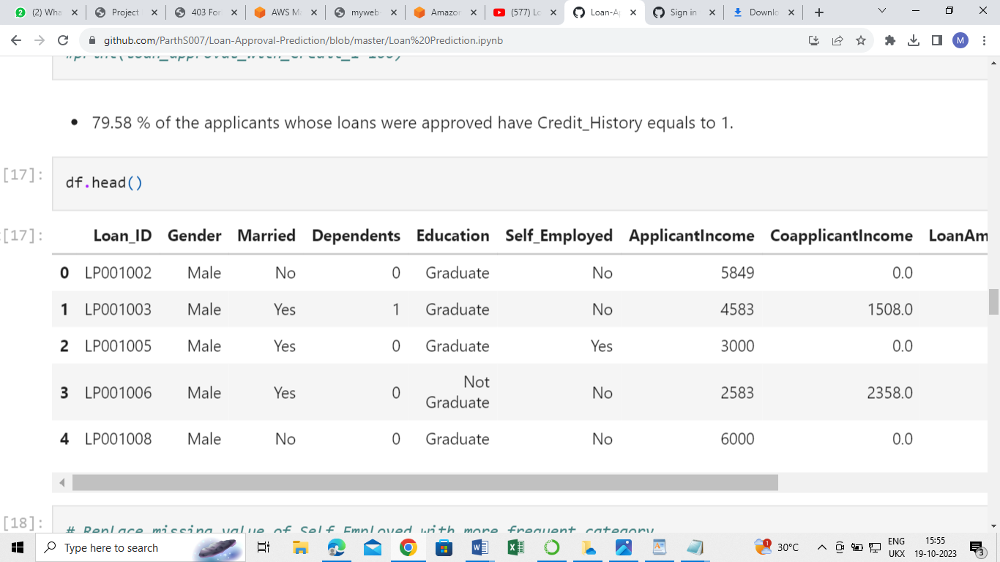 (2) Wha
Project
403 For
AWS Ma
myweb
Amazor
(577) Lo
Loan-Ap
Sign in
Downlo
github.com/ParthS007/Loan-Approval-Prediction/blob/master/Loan%20Prediction.ipynb
M
79.58 % of the applicants whose loans were approved have Credit_History equals to 1.
[17]:
df.head()
[17]:
Loan_ID Gender Married Dependents Education Self_Employed ApplicantIncome CoapplicantIncome LoanAm
0 LP001002 Male No 0 Graduate No 5849 0.0
1 LP001003 Male Yes 1 Graduate No 4583 1508.0
2 LP001005 Male Yes 0 Graduate Yes 3000 0.0
3 LP001006 Male Yes 0 Not Graduate No 2583 2358.0
4 LP001008 Male No 0 Graduate No 6000 0.0
[18]:
# Replace missing value of Self_Employed with more frequent category
Type here to search
1
30°C
ENG
UKX
15:55
19-10-2023
3